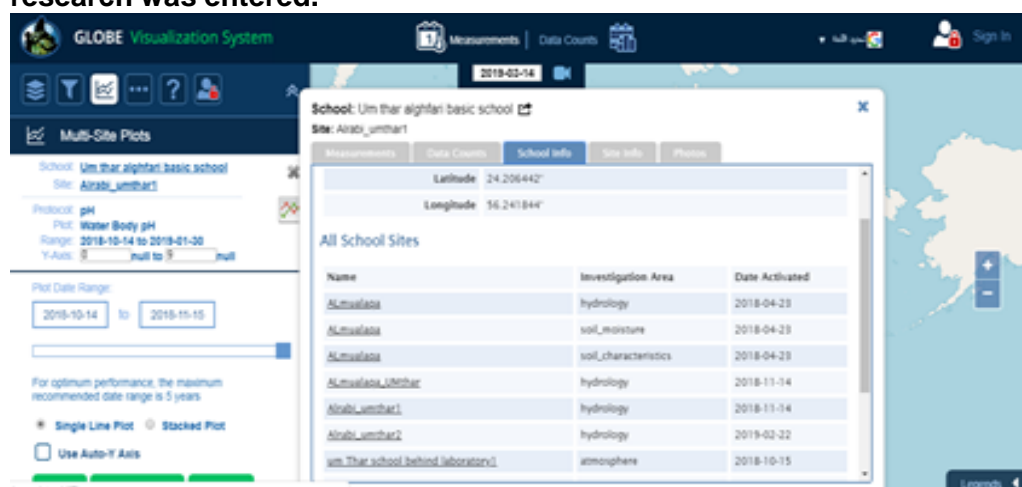 research was entered.
GLOBE Visualization System
Measurements | Data Counts
Sign In
2019-02-14
School: Um thar alghfari basic school
Site: Alrabi_umthar1
Measurements Data Counts School Info Site Info Photos
Multi-Site Plots
School: Um thar alghfari basic school
Site: Alrabi_umthar1
Protocol: pH
Plot: Water Body pH
Range: 2018-10-14 to 2019-01-30
Y-Axis: 0 null to 9 null
Plot Date Range:
2018-10-14 to 2018-11-15
For optimum performance, the maximum
recommended date range is 5 years
Single Line Plot Stacked Plot
Use Auto-Y Axis
Latitude 24.206442°
Longitude 56.241844°
All School Sites
Name Investigation Area Date Activated
ALmualapa hydrology 2018-04-23
ALmualapa soil_moisture 2018-04-23
ALmualapa soil_characteristics 2018-04-23
ALmualapa_UMthar hydrology 2018-11-14
Alrabi_umthar1 hydrology 2018-11-14
Alrabi_umthar2 hydrology 2019-02-22
um Thar school behind laboratory1 atmosphere 2018-10-15
Legends